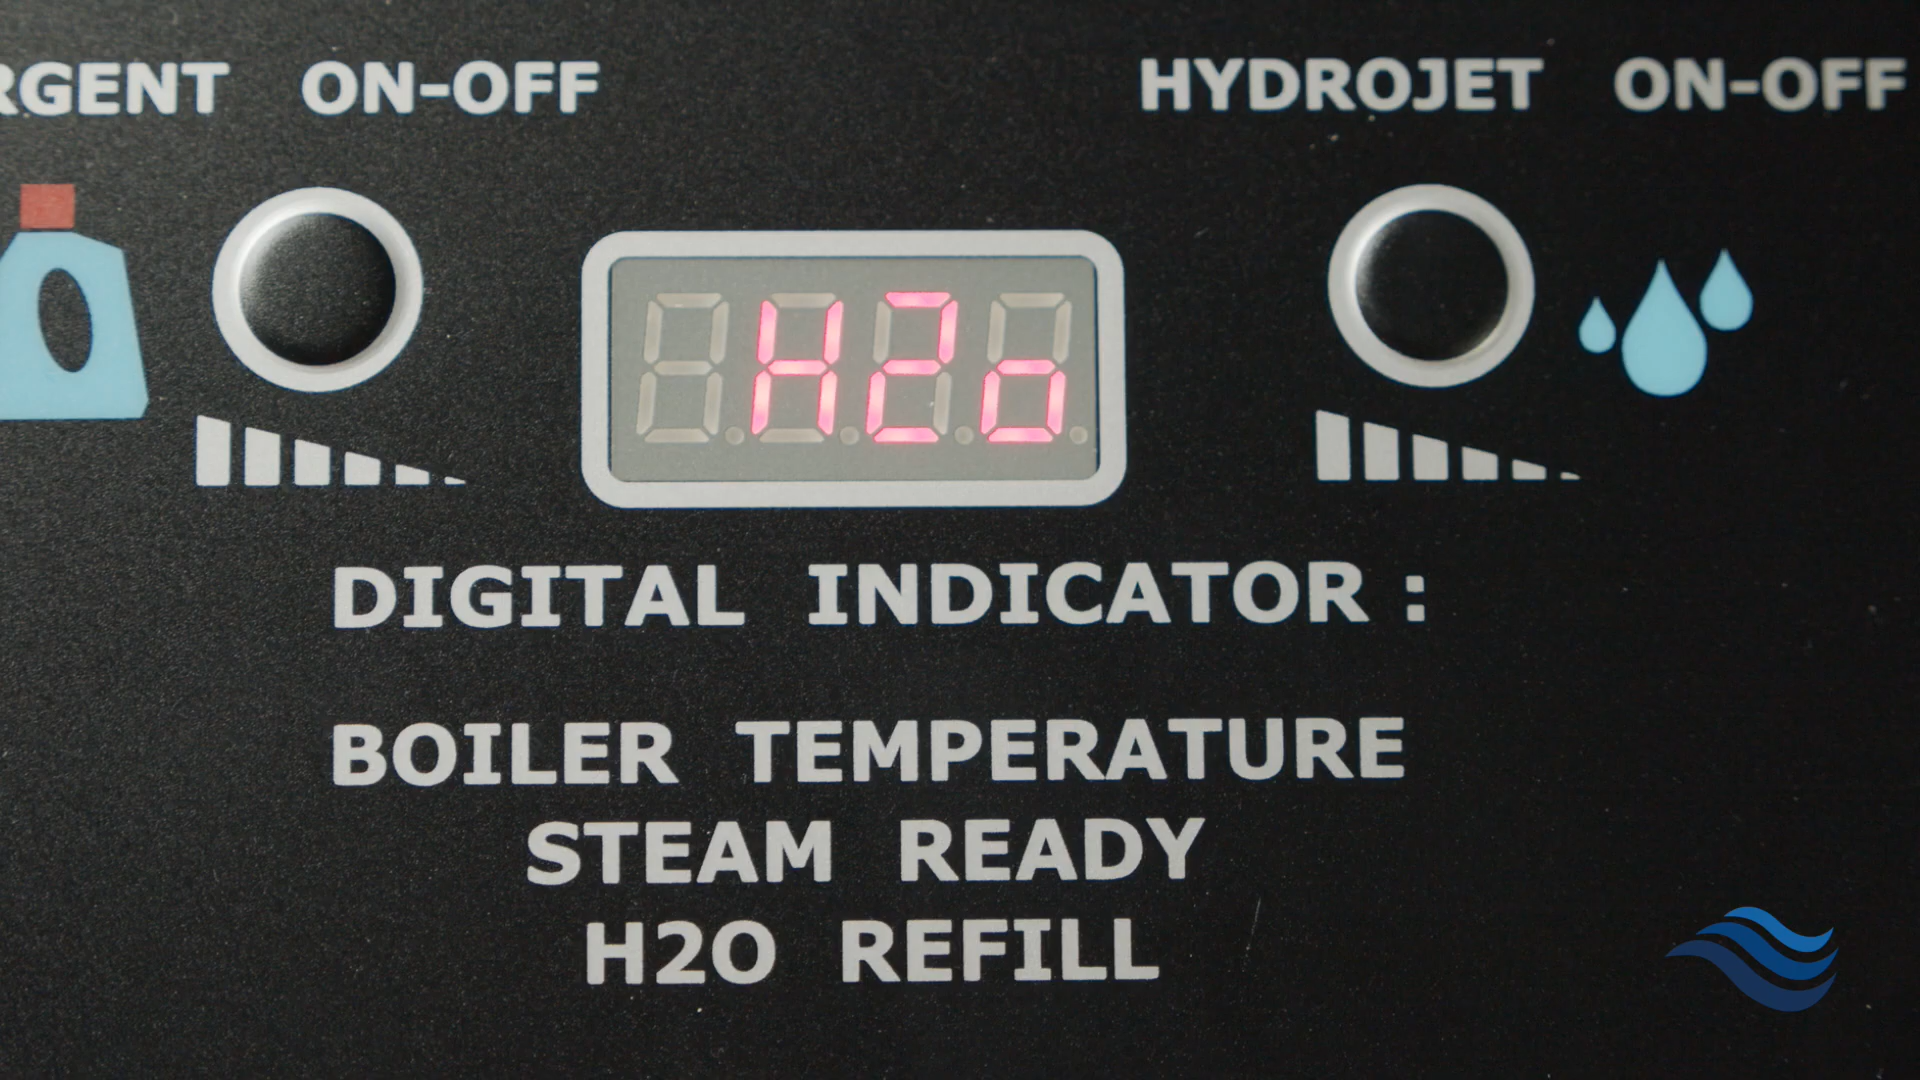 RGENT ON-OFF
HYDROJET ON-OFF
H2o
DIGITAL INDICATOR :
BOILER TEMPERATURE
STEAM READY
H2O REFILL